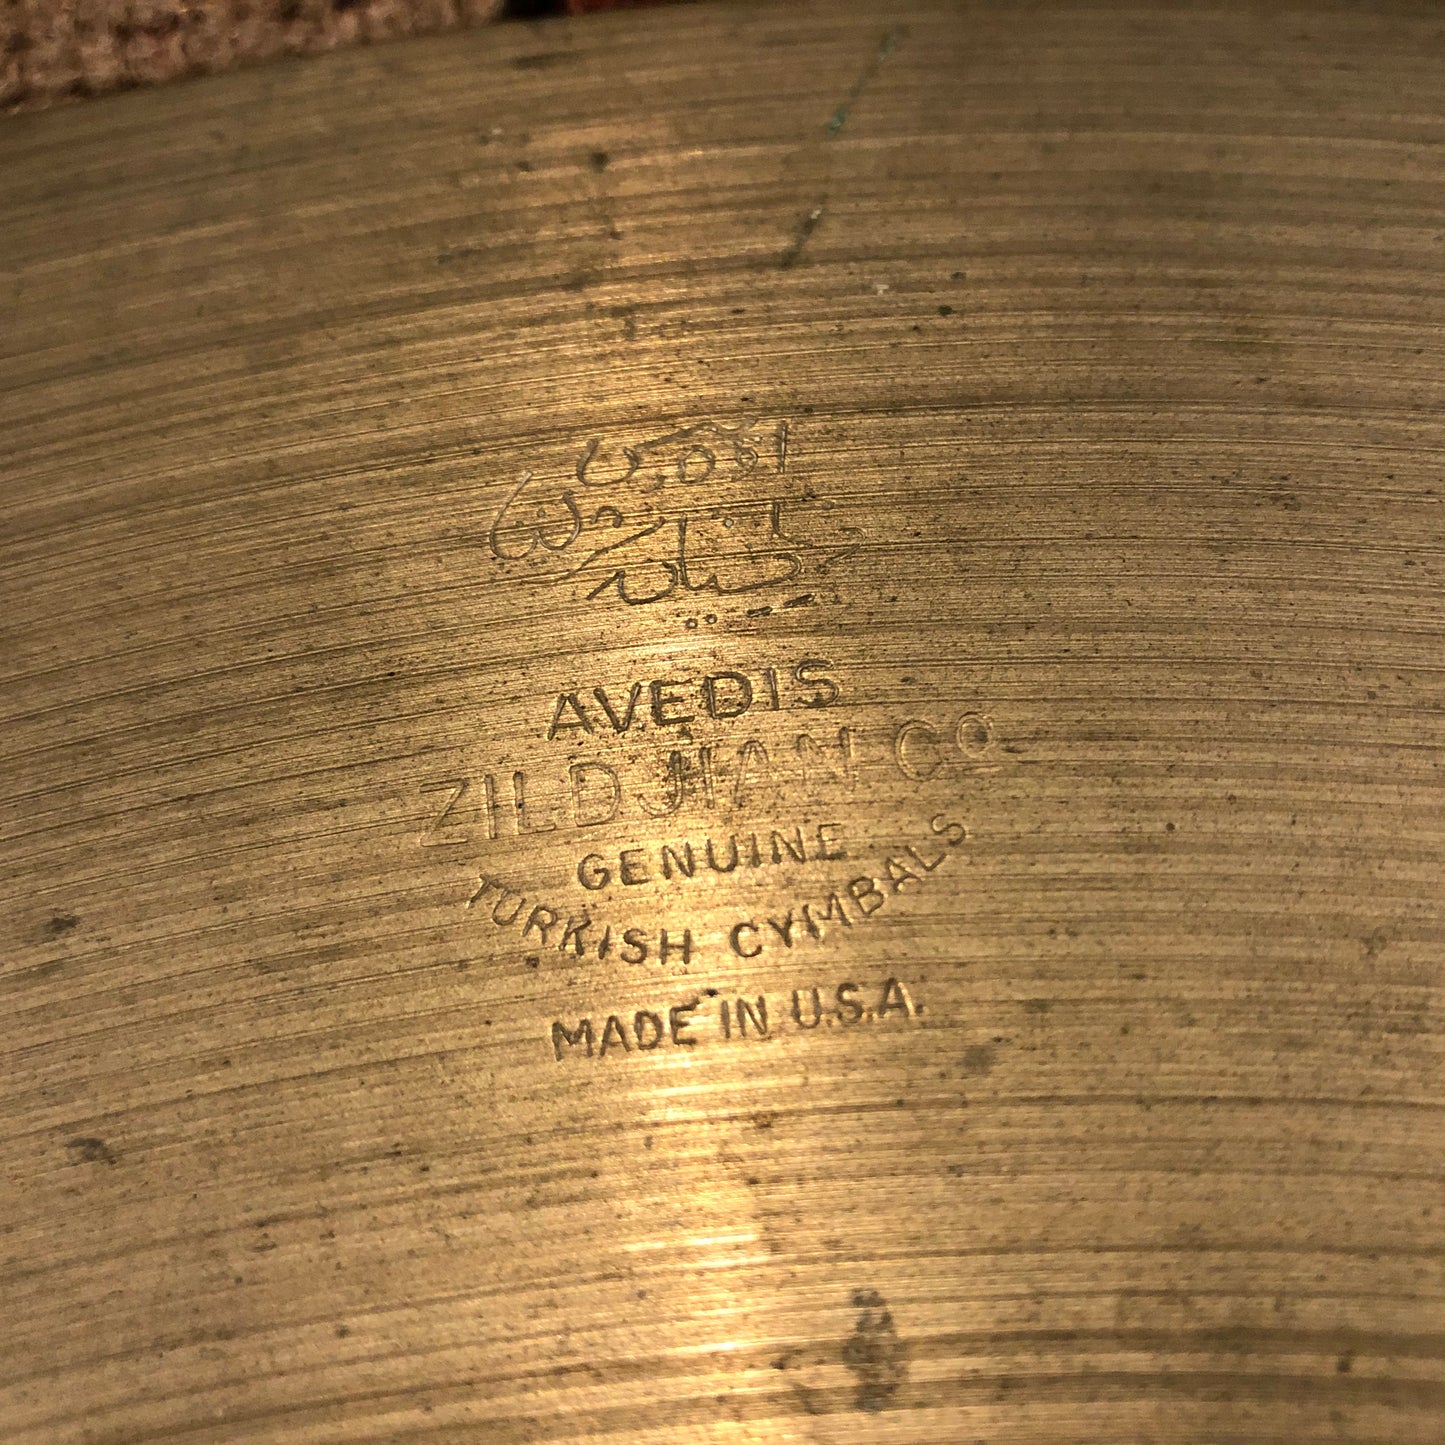 AVEDIS
ZILDJIAN CO
GENUINE
TURKISH CYMBALS
MADE IN U.S.A.